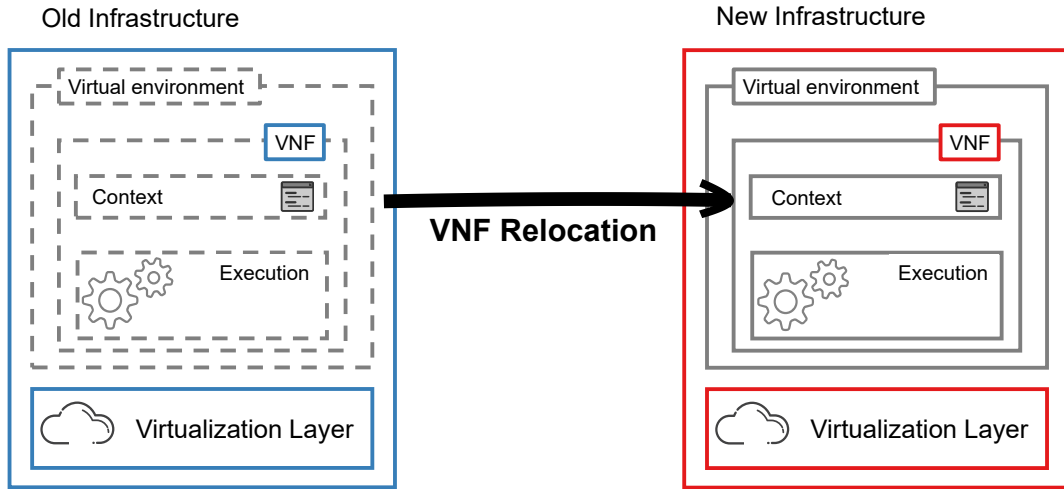 Old Infrastructure
Virtual environment
VNF
Context
Execution
Virtualization Layer
VNF Relocation
New Infrastructure
Virtual environment
VNF
Context
Execution
Virtualization Layer